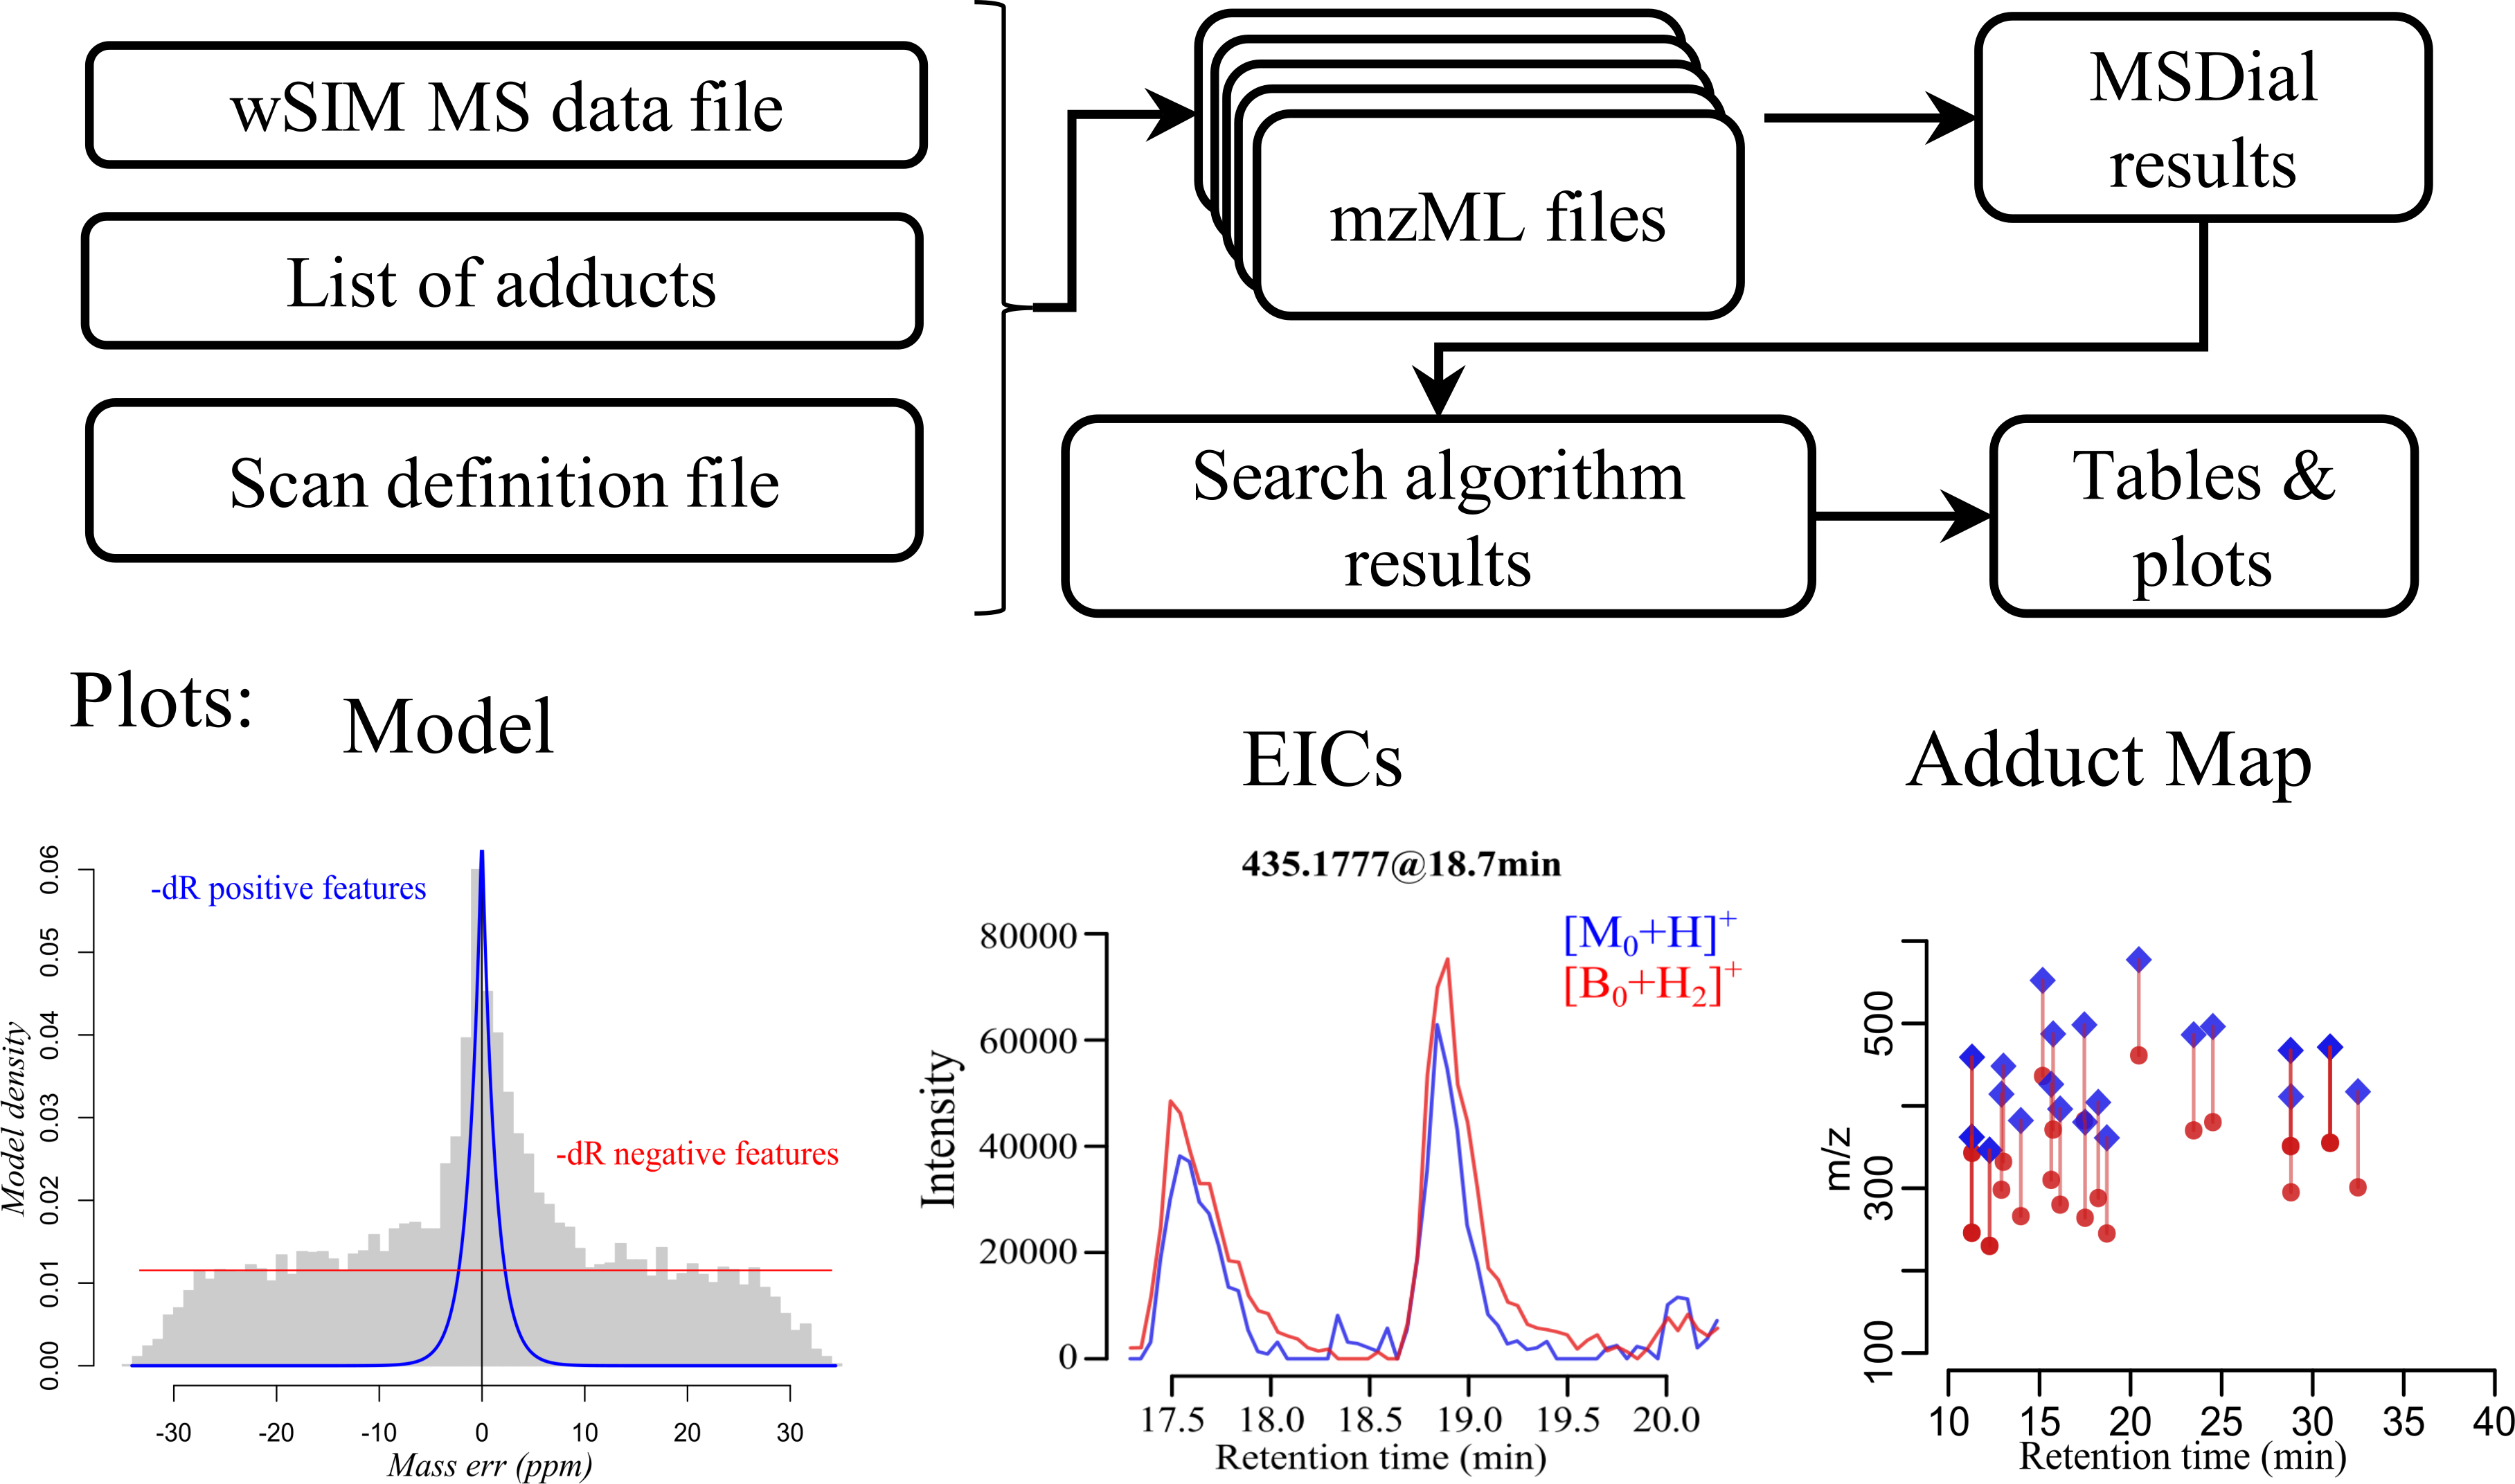 wSIM MS data file
List of adducts
Scan definition file
mzML files
MSDial
results
Search algorithm
results
Tables &
plots
Plots:
Model
EICs
Adduct Map
-dR positive features
-dR negative features
Model density
0.00 0.01 0.02 0.03 0.04 0.05 0.06
-30 -20 -10 0 10 20 30
Mass err (ppm)
435.1777@18.7min
[M₀+H]⁺
[B₀+H₂]⁺
Intensity
80000
60000
40000
20000
0
17.5 18.0 18.5 19.0 19.5 20.0
Retention time (min)
m/z
100 300 500
10 15 20 25 30 35 40
Retention time (min)